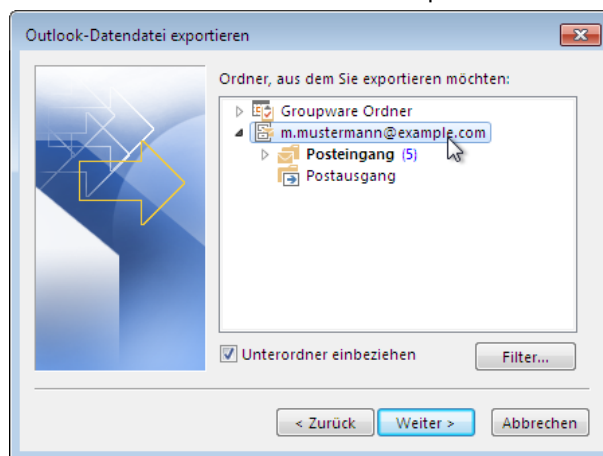 Outlook-Datendatei exportieren
Ordner, aus dem Sie exportieren möchten:
Groupware Ordner
m.mustermann@example.com
Posteingang (5)
Postausgang
Unterordner einbeziehen
Filter...
< Zurück Weiter > Abbrechen